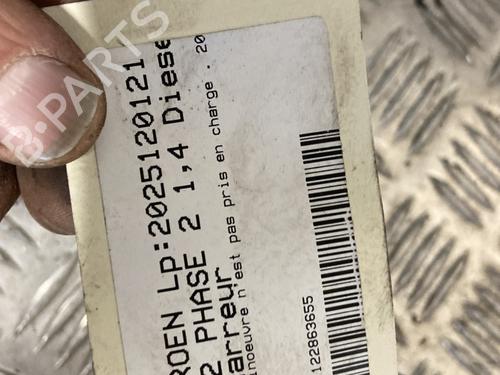 ROEN Lp:2025120121
2 PHASE 2 1,4 Diese
arreur
inoeuvre n'est pas pris en charge . 20
122863655
B-PARTS